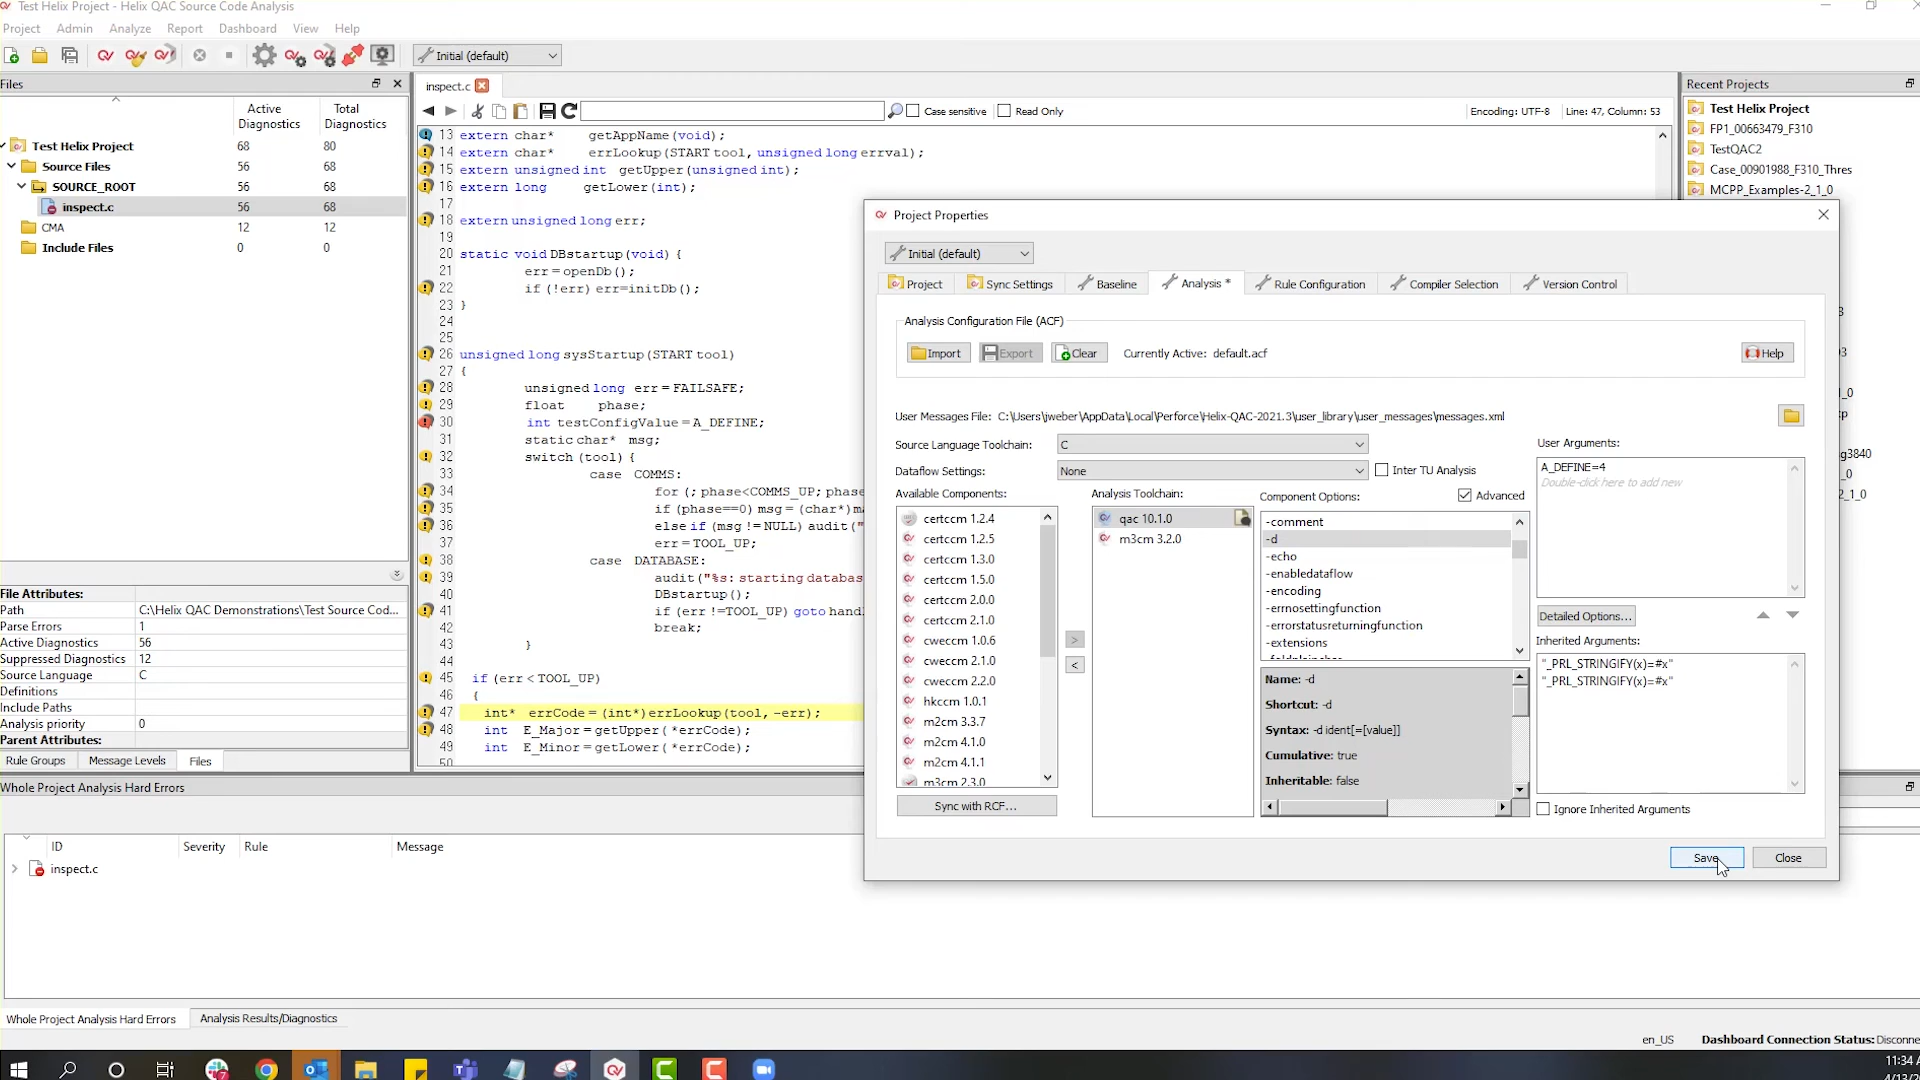 Test Helix Project - Helix QAC Source Code Analysis
Project Admin Analyze Report Dashboard View Help
Initial (default)
Files
Active Diagnostics
Total Diagnostics
Test Helix Project 68 80
Source Files 56 68
SOURCE_ROOT 56 68
inspect.c 56 68
CMA 12 12
Include Files 0 0
File Attributes:
Path C:\Helix QAC Demonstrations\Test Source Cod...
Parse Errors 1
Active Diagnostics 56
Suppressed Diagnostics 12
Source Language C
Definitions
Include Paths
Analysis priority 0
Parent Attributes:
Rule Groups Message Levels Files
inspect.c
Case sensitive Read Only Encoding: UTF-8 Line: 47, Column: 53
13 extern char* getAppName(void);
14 extern char* errLookup(START tool, unsigned long errval);
15 extern unsigned int getUpper(unsigned int);
16 extern long getLower(int);
17
18 extern unsigned long err;
19
20 static void DBstartup(void) {
21 err = openDb();
22 if (!err) err=initDb();
23 }
24
25
26 unsigned long sysStartup(START tool)
27 {
28 unsigned long err = FAILSAFE;
29 float phase;
30 int testConfigValue = A_DEFINE;
31 static char* msg;
32 switch (tool) {
33 case COMMS:
34 for (; phase<COMMS_UP; phase
35 if (phase==0) msg = (char*)ma
36 else if (msg != NULL) audit("
37 err = TOOL_UP;
38 case DATABASE:
39 audit("%s: starting databas
40 DBstartup();
41 if (err != TOOL_UP) goto handl
42 break;
43 }
44
45 if (err < TOOL_UP)
46 {
47 int* errCode = (int*)errLookup(tool, -err);
48 int E_Major = getUpper( *errCode);
49 int E_Minor = getLower( *errCode);
50
Recent Projects
Test Helix Project
FP1_00663479_F310
TestQAC2
Case_00901988_F310_Thres
MCPP_Examples-2_1_0
Project Properties
Initial (default)
Project Sync Settings Baseline Analysis * Rule Configuration Compiler Selection Version Control
Analysis Configuration File (ACF)
Import Export Clear Currently Active: default.acf Help
User Messages File: C:\Users\jweber\AppData\Local\Perforce\Helix-QAC-2021.3\user_library\user_messages\messages.xml
Source Language Toolchain: C
Dataflow Settings: None Inter TU Analysis
Available Components:
certccm 1.2.4
certccm 1.2.5
certccm 1.3.0
certccm 1.5.0
certccm 2.0.0
certccm 2.1.0
cweccm 1.0.6
cweccm 2.1.0
cweccm 2.2.0
hkccm 1.0.1
m2cm 3.3.7
m2cm 4.1.0
m2cm 4.1.1
m3cm 2.3.0
Sync with RCF...
>
<
Analysis Toolchain:
qac 10.1.0
m3cm 3.2.0
Component Options: Advanced
-comment
-d
-echo
-enabledataflow
-encoding
-errnosettingfunction
-errorstatusreturningfunction
-extensions
Name: -d
Shortcut: -d
Syntax: -d ident[=[value]]
Cumulative: true
Inheritable: false
User Arguments:
A_DEFINE=4
Double-click here to add new
Detailed Options...
Inherited Arguments:
"_PRL_STRINGIFY(x)=#x"
"_PRL_STRINGIFY(x)=#x"
Ignore Inherited Arguments
Save Close
Whole Project Analysis Hard Errors
ID Severity Rule Message
inspect.c
Whole Project Analysis Hard Errors Analysis Results/Diagnostics
en_US Dashboard Connection Status: Disconne
11:34